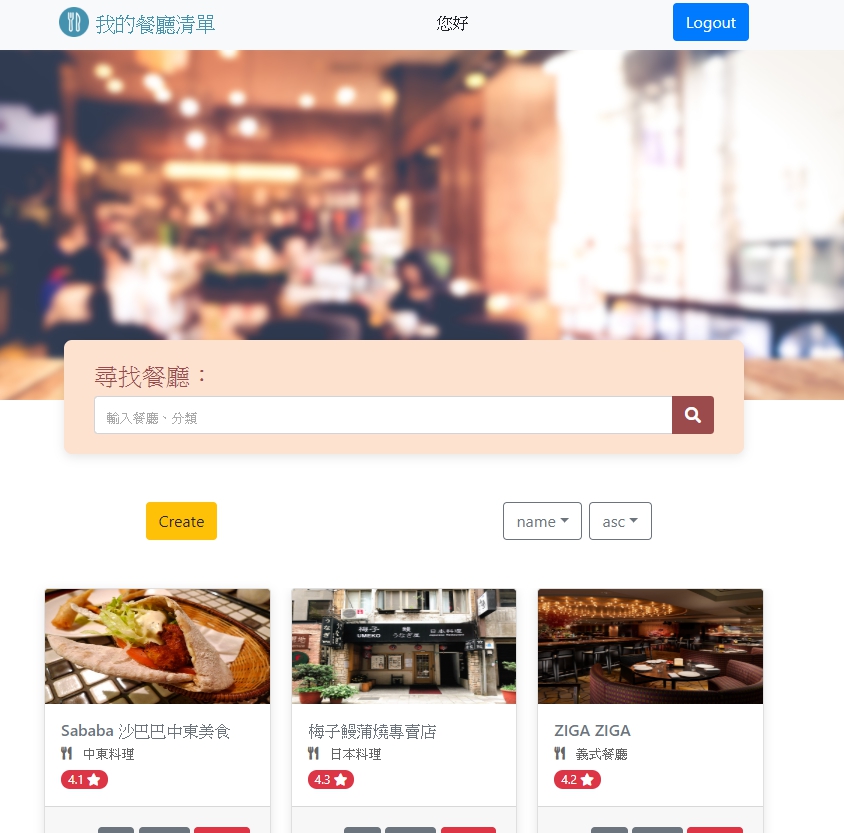 我的餐廳清單
您好
Logout
尋找餐廳：
輸入餐廳、分類
Create
name
asc
梅子
鰻
UMEKO
うなぎ屋
日本料理
Sababa 沙巴巴中東美食
梅子鰻蒲燒專賣店
ZIGA ZIGA
中東料理
日本料理
義式餐廳
4.1
4.3
4.2